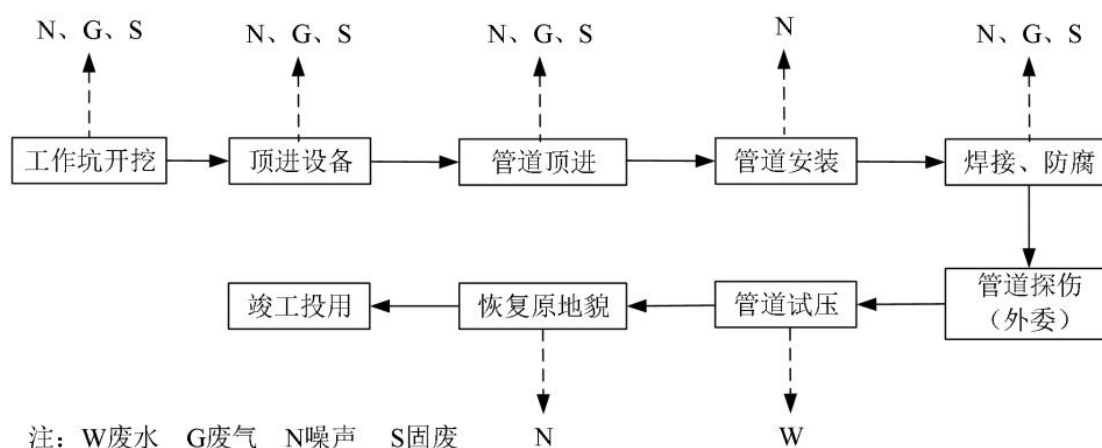 N、G、S
N、G、S
N、G、S
N
N、G、S
工作坑开挖
顶进设备
管道顶进
管道安装
焊接、防腐
竣工投用
恢复原地貌
管道试压
管道探伤
（外委）
注：W废水 G废气 N噪声 S固废
N
W